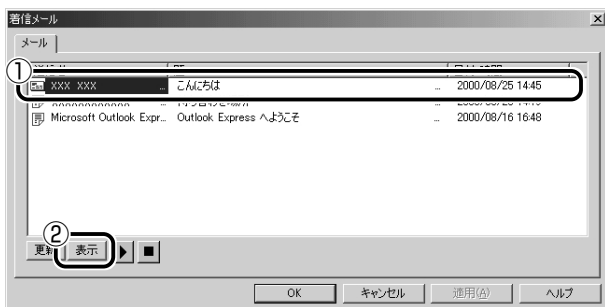 着信メール
メール
①
XXX XXX ... こんにちは ... 2000/08/25 14:45
Microsoft Outlook Expr... Outlook Express へようこそ ... 2000/08/16 16:48
②
更新 表示
OK キャンセル 適用(A) ヘルプ